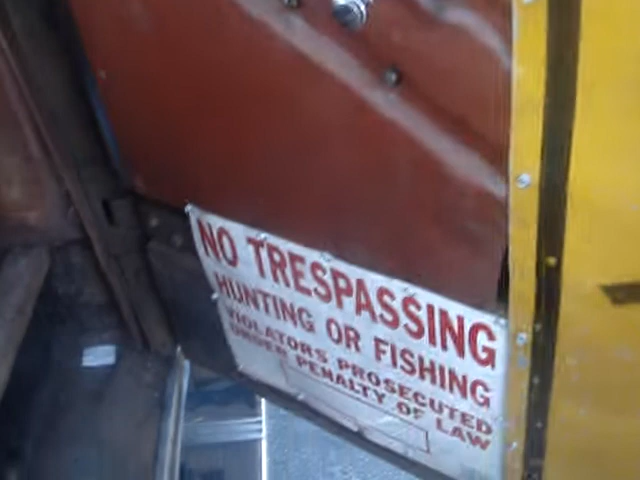 NO TRESPASSING
HUNTING OR FISHING
VIOLATORS PROSECUTED
UNDER PENALTY OF LAW